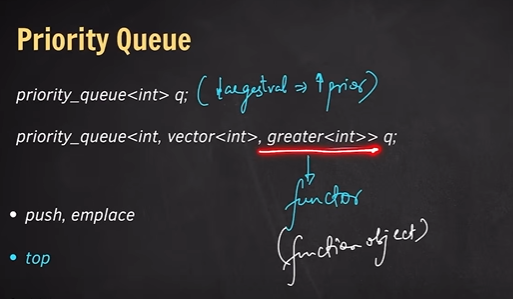 Priority Queue
priority_queue<int> q; (largestval ⇒ ↑ prior)
priority_queue<int, vector<int>, greater<int>> q;
functor
(function object)
• push, emplace
• top